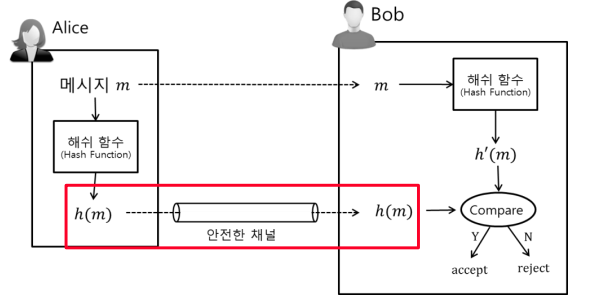 Alice
Bob
메시지 m
m
해쉬 함수
(Hash Function)
해쉬 함수
(Hash Function)
h′(m)
h(m)
안전한 채널
h(m)
Compare
Y
N
accept
reject